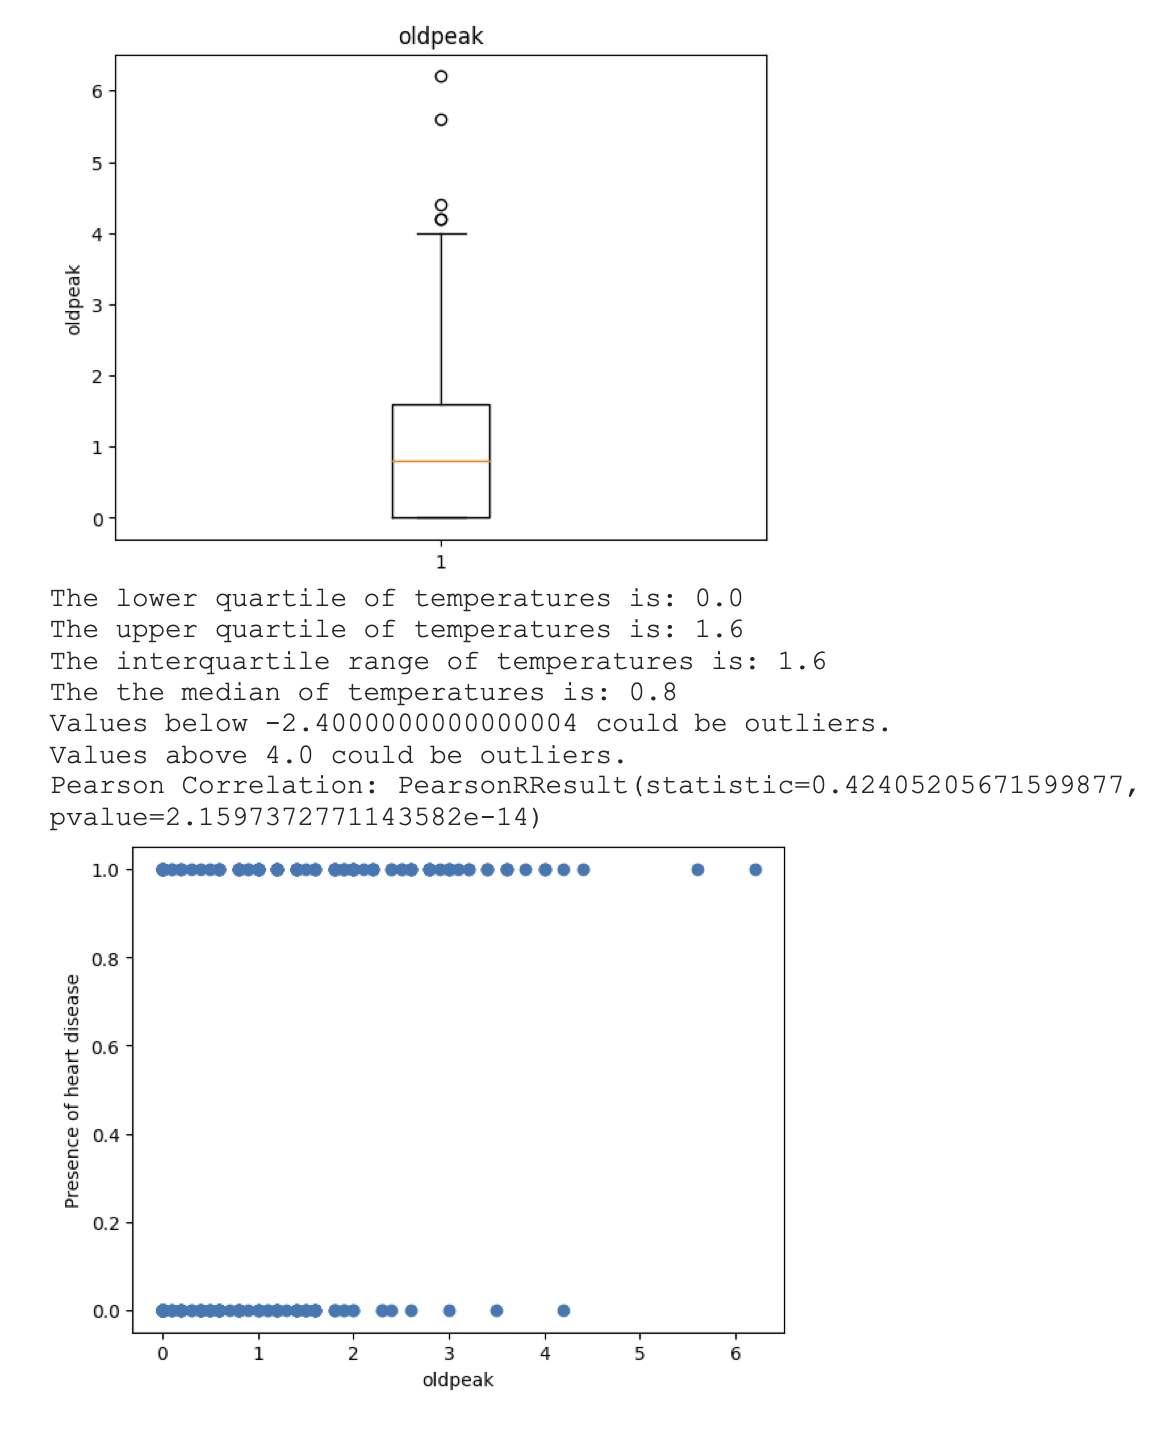 oldpeak
6
5
4
3
2
1
0
oldpeak
1
The lower quartile of temperatures is: 0.0
The upper quartile of temperatures is: 1.6
The interquartile range of temperatures is: 1.6
The the median of temperatures is: 0.8
Values below -2.4000000000000004 could be outliers.
Values above 4.0 could be outliers.
Pearson Correlation: PearsonRResult(statistic=0.42405205671599877,
pvalue=2.1597372771143582e-14)
1.0
0.8
0.6
0.4
0.2
0.0
Presence of heart disease
0 1 2 3 4 5 6
oldpeak